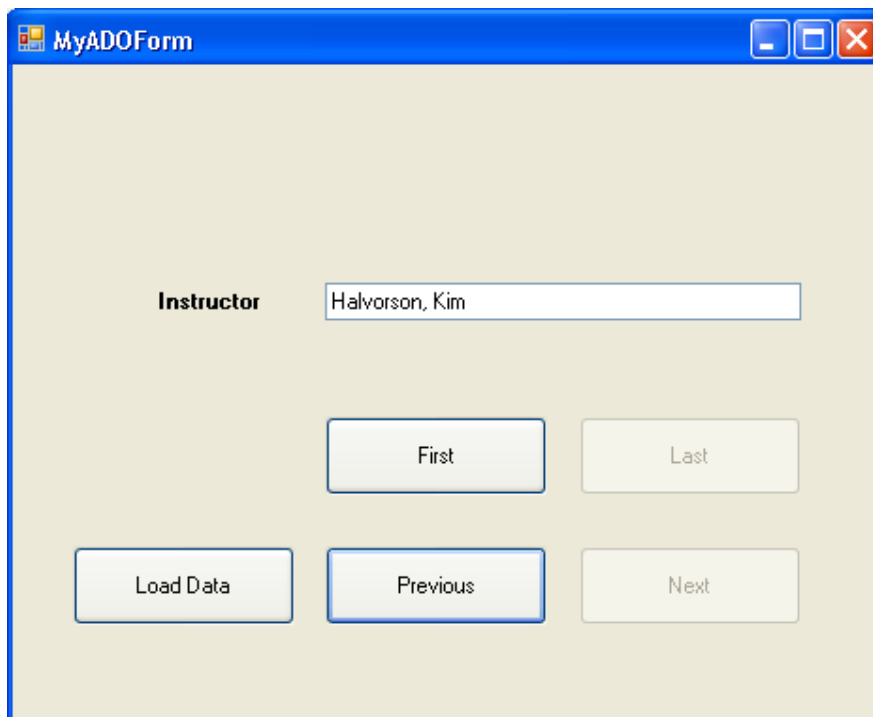 MyADOForm
Instructor Halvorson, Kim
First Last
Load Data Previous Next